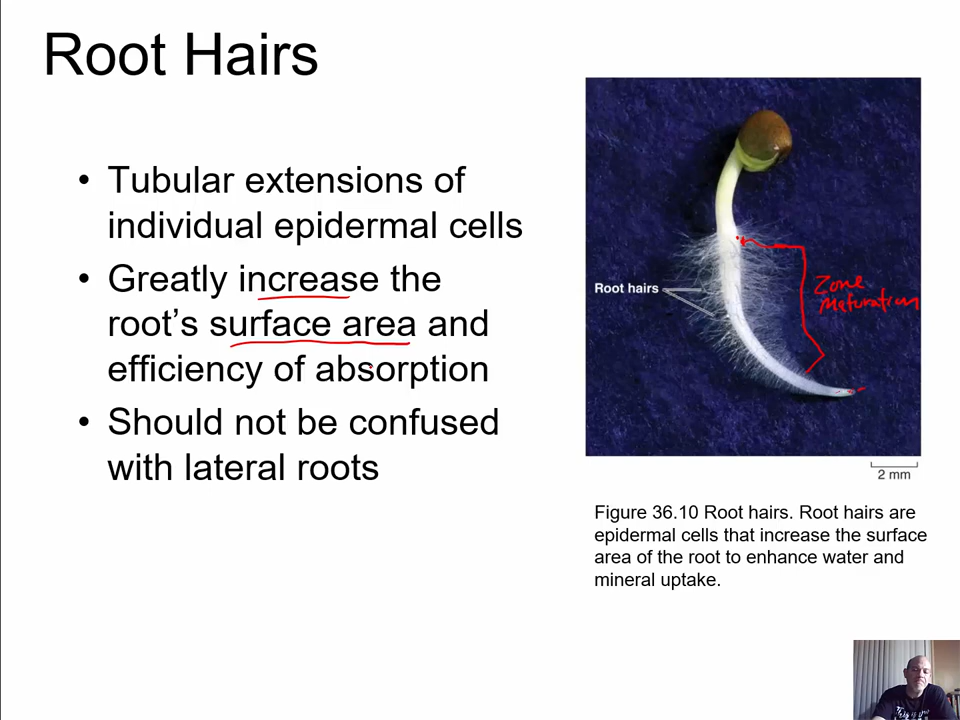 Root Hairs
• Tubular extensions of
individual epidermal cells
• Greatly increase the
root's surface area and
efficiency of absorption
• Should not be confused
with lateral roots
Root hairs
Zone
Maturation
2 mm
Figure 36.10 Root hairs. Root hairs are
epidermal cells that increase the surface
area of the root to enhance water and
mineral uptake.